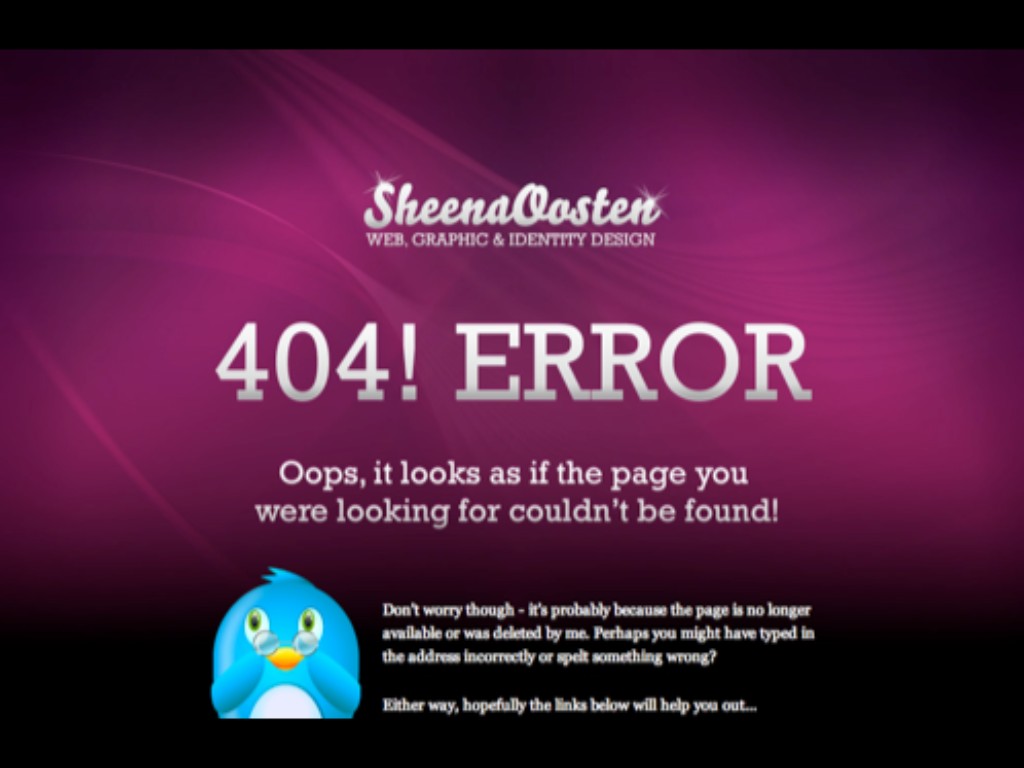 SheenaOosten
WEB, GRAPHIC & IDENTITY DESIGN
404! ERROR
Oops, it looks as if the page you
were looking for couldn't be found!
Don't worry though - it's probably because the page is no longer
available or was deleted by me. Perhaps you might have typed in
the address incorrectly or spelt something wrong?
Either way, hopefully the links below will help you out...